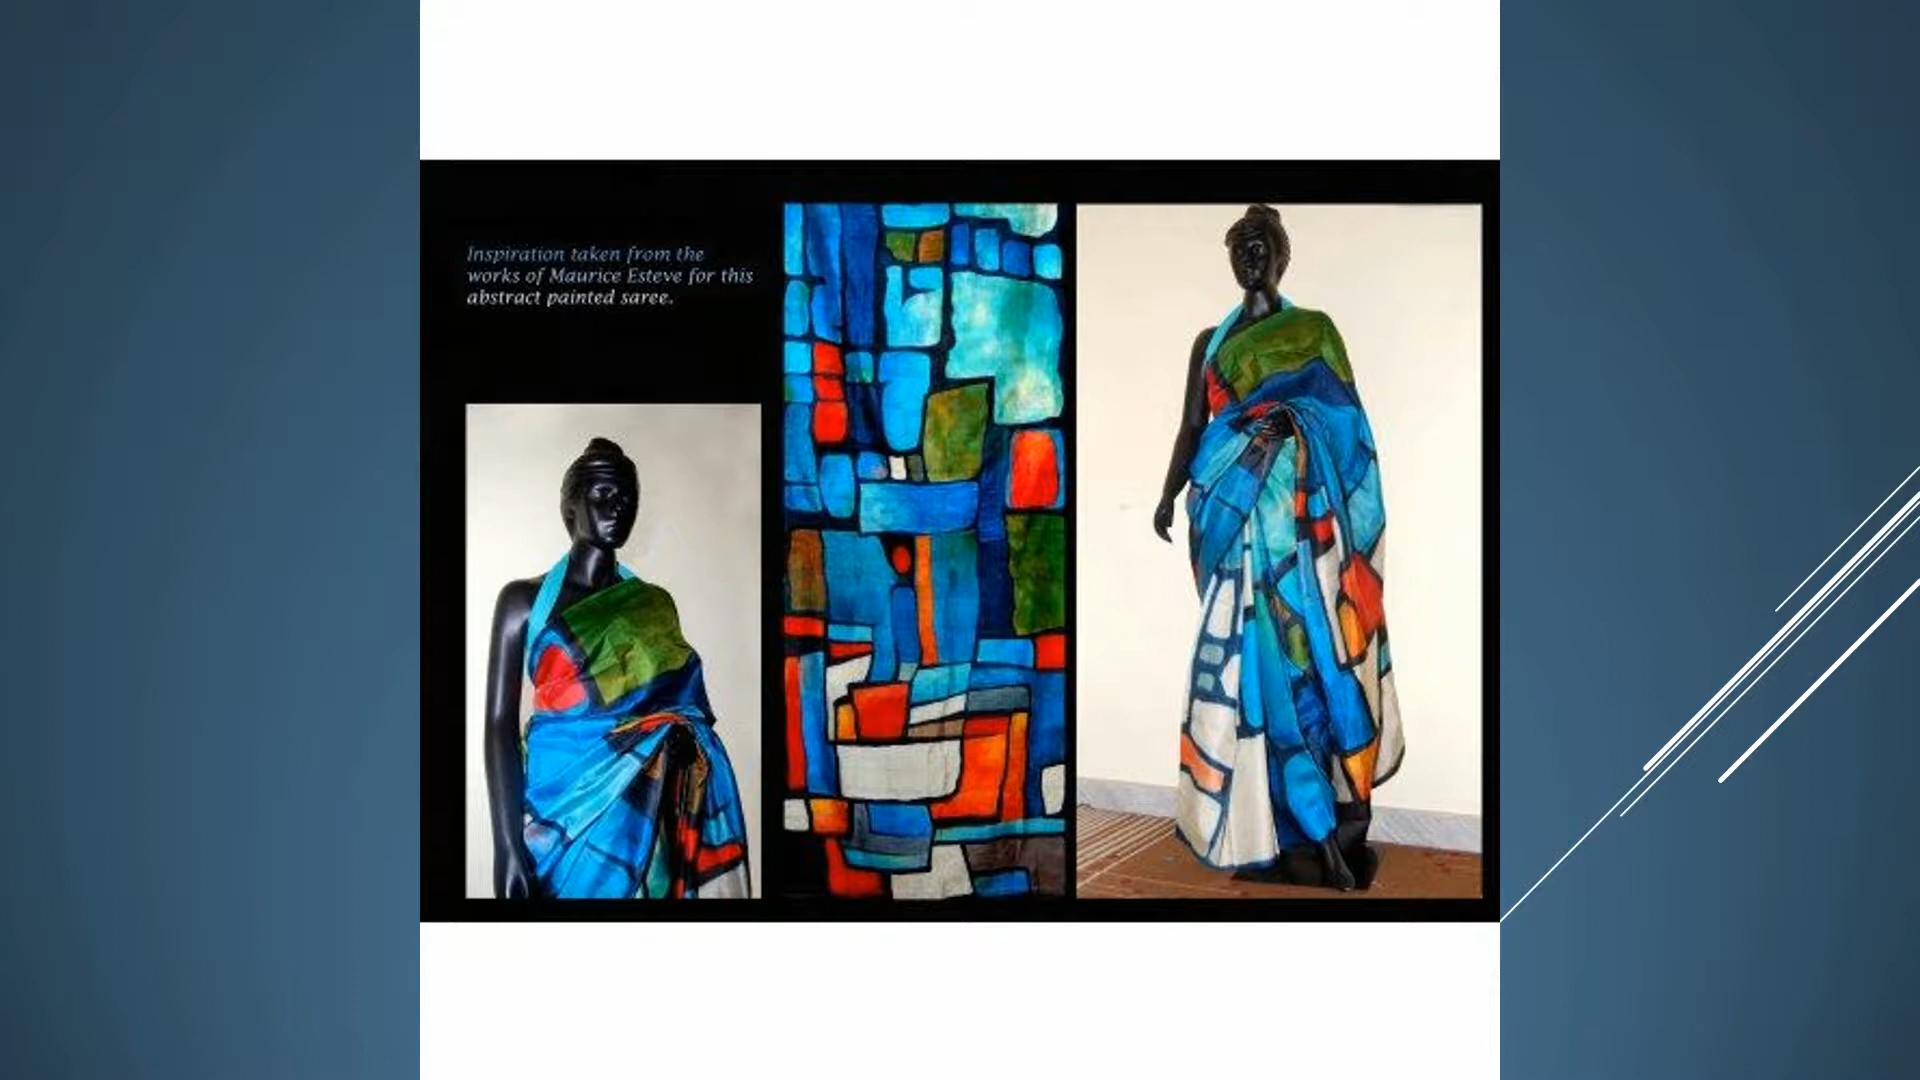 Inspiration taken from the
works of Maurice Esteve for this
abstract painted saree.